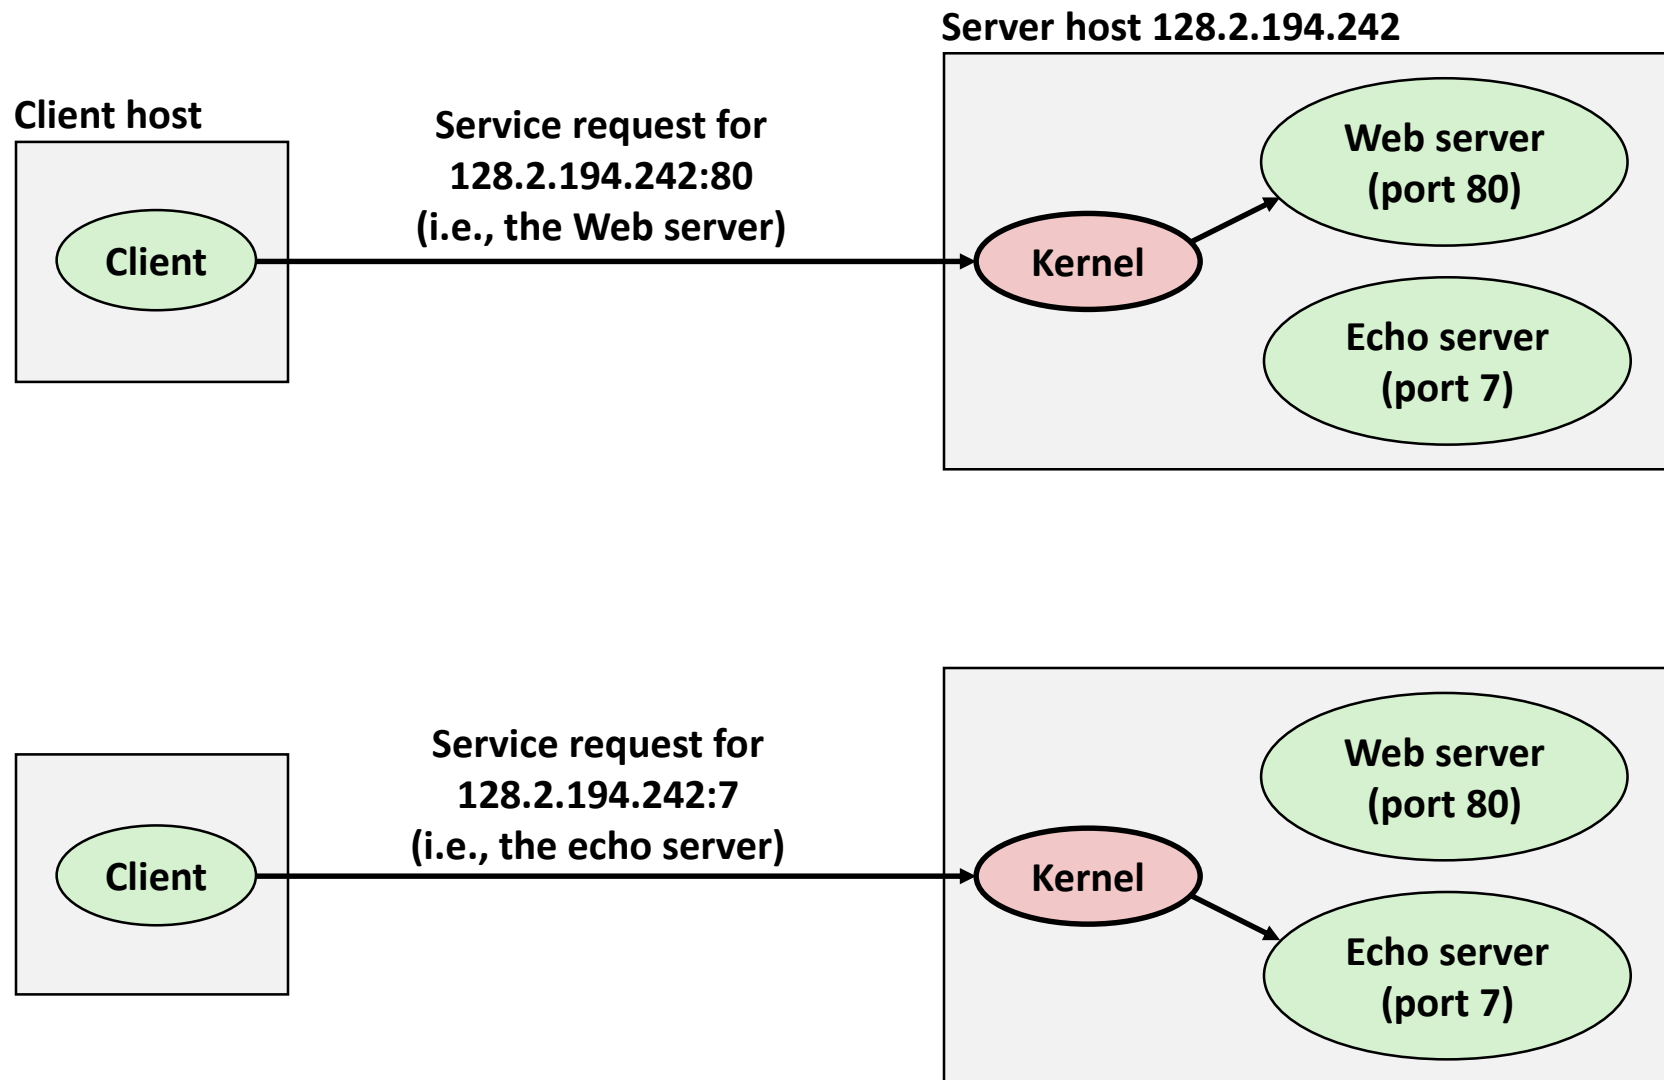 Server host 128.2.194.242
Client host
Service request for
128.2.194.242:80
(i.e., the Web server)
Client
Kernel
Web server
(port 80)
Echo server
(port 7)
Service request for
128.2.194.242:7
(i.e., the echo server)
Client
Kernel
Web server
(port 80)
Echo server
(port 7)